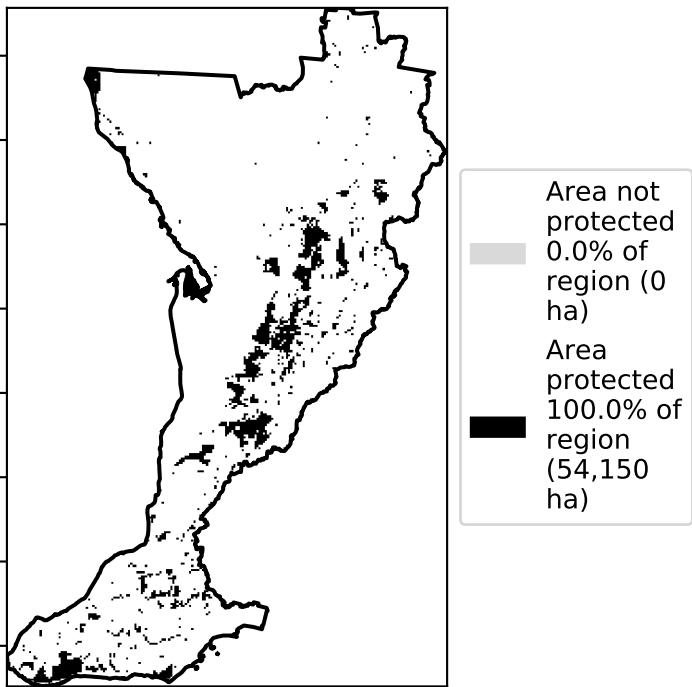 Area not
protected
0.0% of
region (0
ha)
Area
protected
100.0% of
region
(54,150
ha)